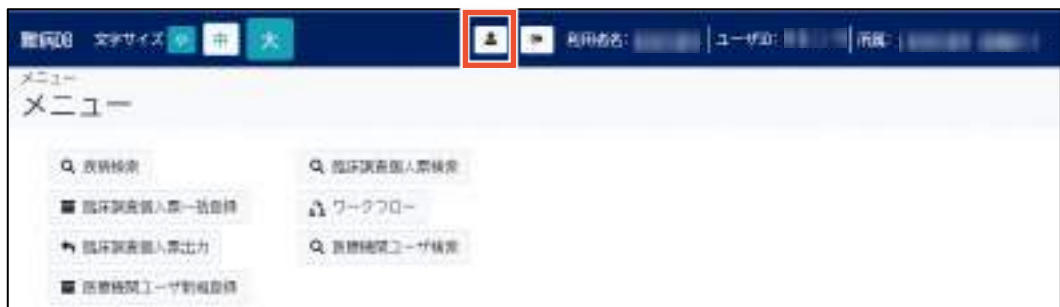 難病DB 文字サイズ 小 中 大 利用者名: ユーザID: 所属:
メニュー
メニュー
疾病検索 臨床調査個人票検索
臨床調査個人票一括登録 ワークフロー
臨床調査個人票出力 医療機関ユーザ検索
医療機関ユーザ新規登録